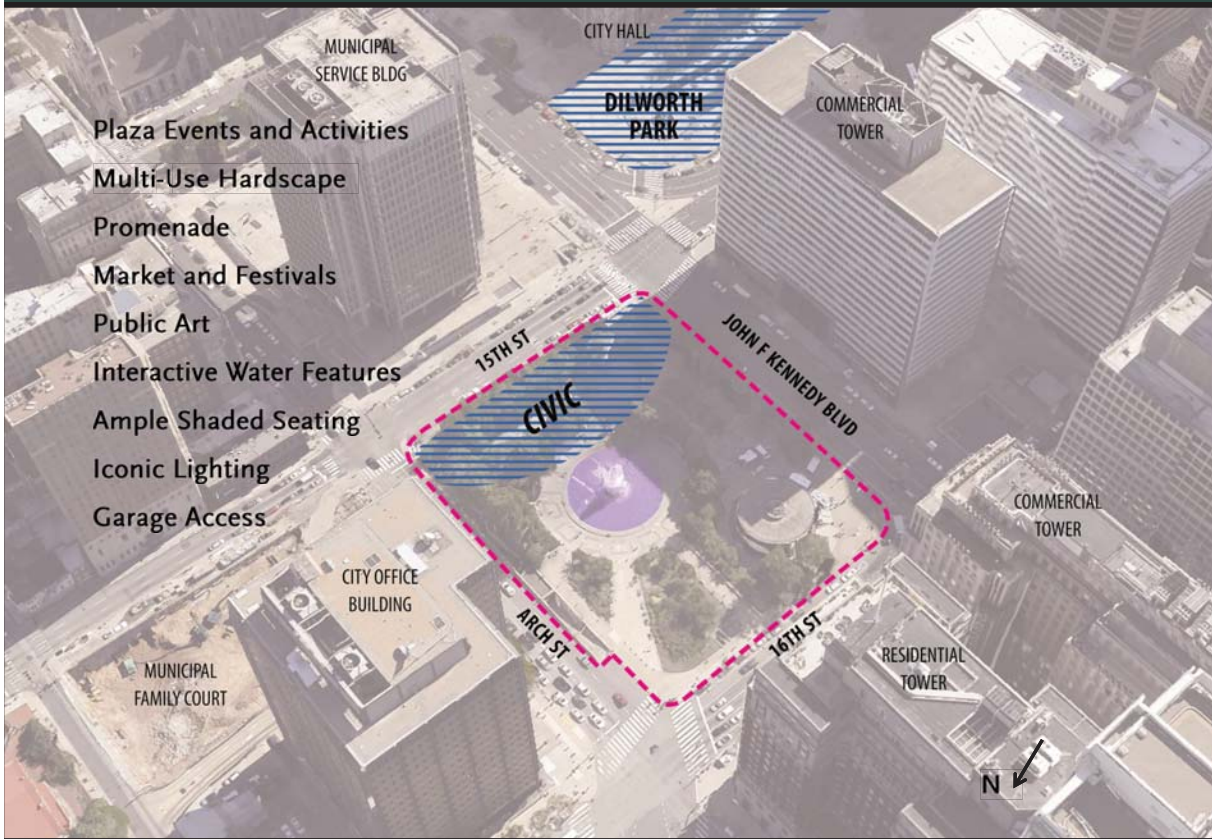 CITY HALL
MUNICIPAL
SERVICE BLDG
DILWORTH
PARK
COMMERCIAL
TOWER
Plaza Events and Activities
Multi-Use Hardscape
Promenade
Market and Festivals
Public Art
Interactive Water Features
Ample Shaded Seating
Iconic Lighting
Garage Access
15TH ST
JOHN F KENNEDY BLVD
CIVIC
COMMERCIAL
TOWER
CITY OFFICE
BUILDING
ARCH ST
16TH ST
MUNICIPAL
FAMILY COURT
RESIDENTIAL
TOWER
N